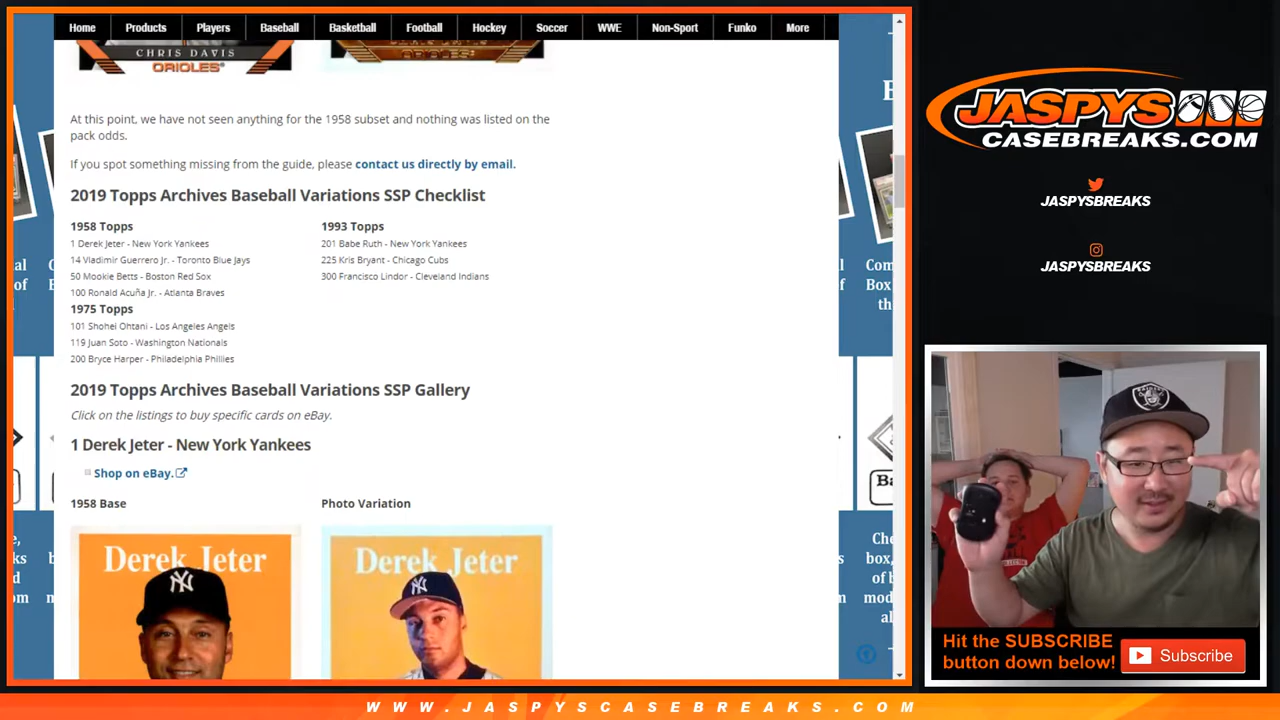 Home Products Players Baseball Basketball Football Hockey Soccer WWE Non-Sport Funko More
CHRIS DAVIS
ORIOLES
At this point, we have not seen anything for the 1958 subset and nothing was listed on the
pack odds.
If you spot something missing from the guide, please contact us directly by email.
2019 Topps Archives Baseball Variations SSP Checklist
1958 Topps
1 Derek Jeter - New York Yankees
14 Vladimir Guerrero Jr. - Toronto Blue Jays
50 Mookie Betts - Boston Red Sox
100 Ronald Acuña Jr. - Atlanta Braves
1975 Topps
101 Shohei Ohtani - Los Angeles Angels
119 Juan Soto - Washington Nationals
200 Bryce Harper - Philadelphia Phillies
1993 Topps
201 Babe Ruth - New York Yankees
225 Kris Bryant - Chicago Cubs
300 Francisco Lindor - Cleveland Indians
2019 Topps Archives Baseball Variations SSP Gallery
Click on the listings to buy specific cards on eBay.
1 Derek Jeter - New York Yankees
Shop on eBay.
1958 Base
Photo Variation
Derek Jeter
Derek Jeter
JASPYS
CASEBREAKS.COM
JASPYSBREAKS
JASPYSBREAKS
Hit the SUBSCRIBE
button down below!
Subscribe
WWW.JASPYSCASEBREAKS.COM